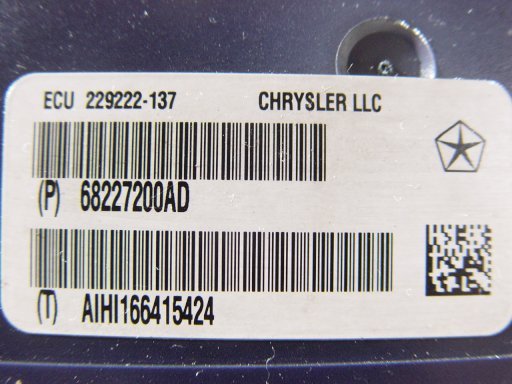 ECU 229222-137 CHRYSLER LLC
(P) 68227200AD
(T) AIHI166415424